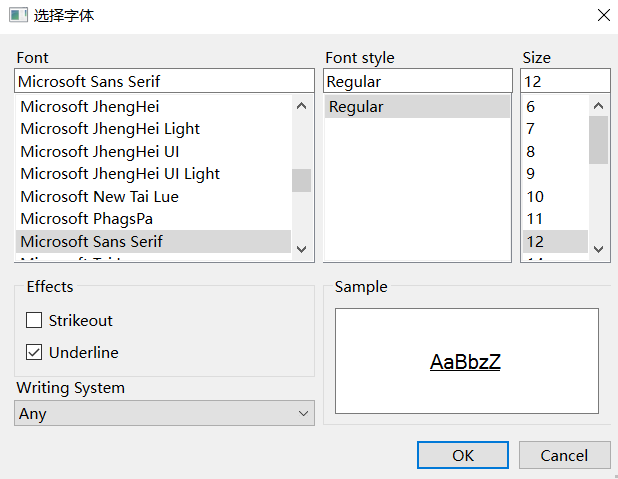 选择字体
Font
Font style
Size
Microsoft Sans Serif
Regular
12
Microsoft JhengHei
Microsoft JhengHei Light
Microsoft JhengHei UI
Microsoft JhengHei UI Light
Microsoft New Tai Lue
Microsoft PhagsPa
Microsoft Sans Serif
Regular
6
7
8
9
10
11
12
Effects
Strikeout
Underline
Writing System
Any
Sample
AaBbzZ
OK
Cancel